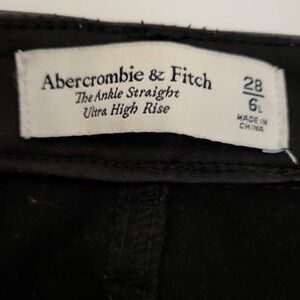 Abercrombie & Fitch
The Ankle Straight
Ultra High Rise
28
6L
MADE IN
CHINA